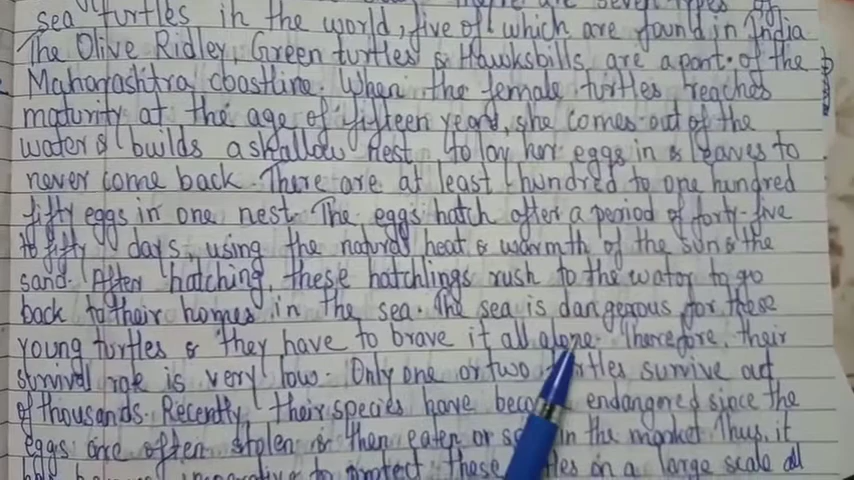 are seven types of
sea turtles in the world, five of which are found in India
The Olive Ridley, Green turtles & Hawksbills are a part of the
Maharashtra coastline. When the female turtles reaches
maturity at the age of fifteen years, she comes out of the
water & builds a shallow nest to lay her eggs in & leaves to
never come back. There are at least hundred to one hundred
fifty eggs in one nest. The eggs hatch after a period of forty-five
to fifty days, using the natural heat & warmth of the sun & the
sand. After hatching, these hatchlings rush to the water to go
back to their homes in the sea. The sea is dangerous for these
young turtles & they have to brave it all alone. Therefore, their
survival rate is very low. Only one or two turtles survive out
of thousands. Recently, their species have become endangered since the
eggs are often stolen & then eaten or in the market. Thus, it
to protect these on a large scale all